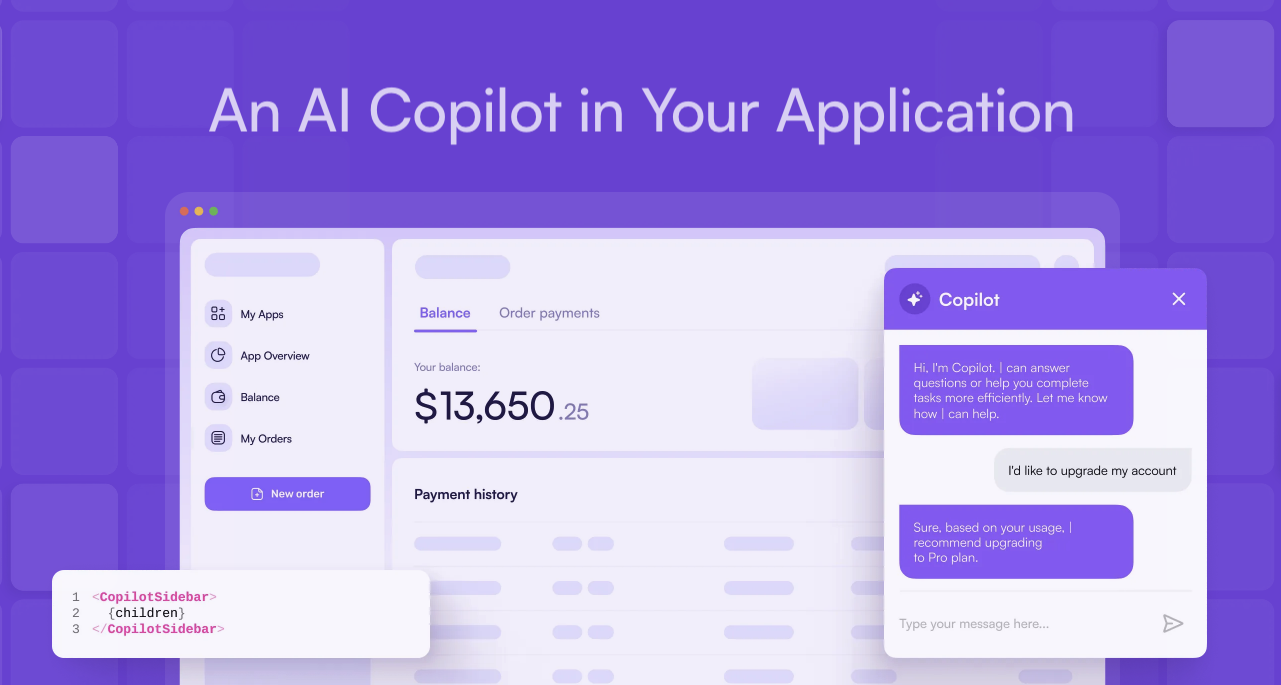 An AI Copilot in Your Application
My Apps
App Overview
Balance
My Orders
New order
Balance
Order payments
Your balance:
$13,650.25
Payment history
Copilot
Hi, I'm Copilot. I can answer
questions or help you complete
tasks more efficiently. Let me know
how I can help.
I'd like to upgrade my account
Sure, based on your usage, I
recommend upgrading
to Pro plan.
Type your message here...
1 <CopilotSidebar>
2 {children}
3 </CopilotSidebar>